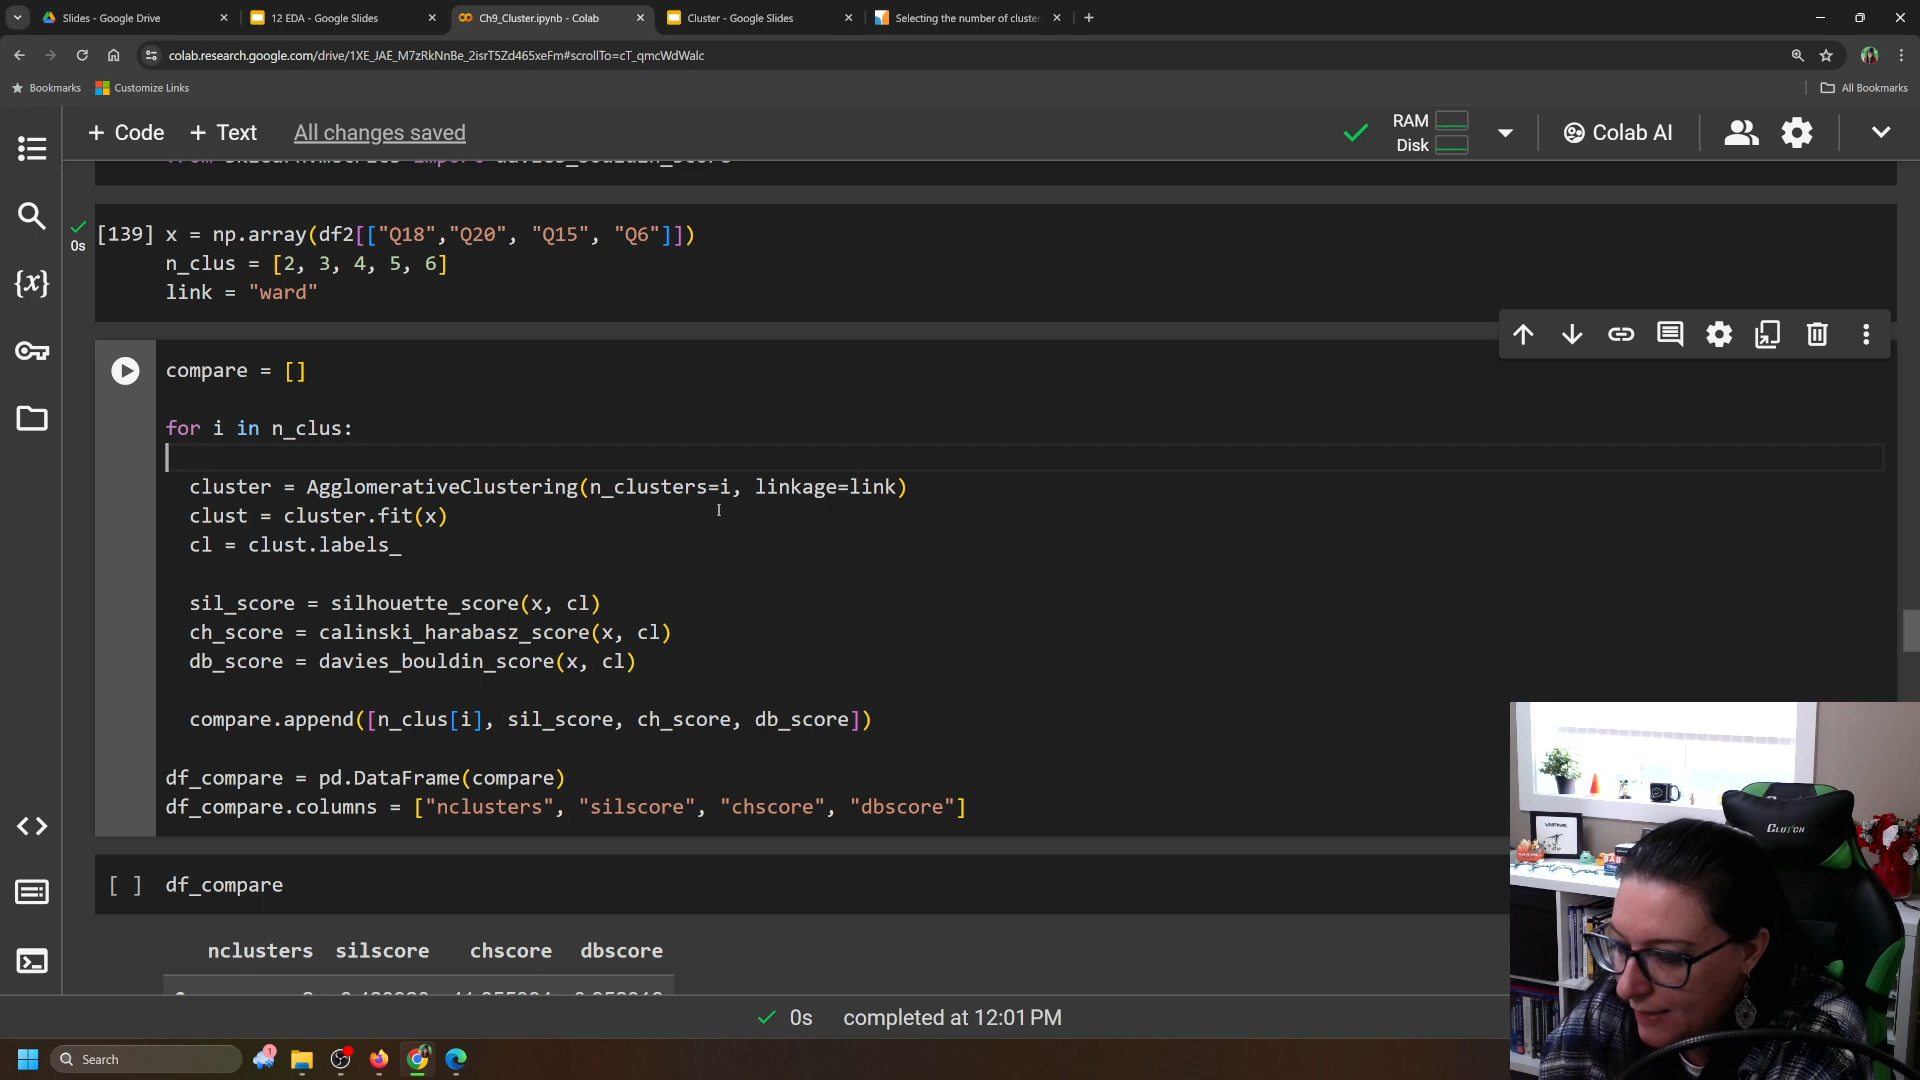 Slides - Google Drive
12 EDA - Google Slides
Ch9_Cluster.ipynb - Colab
Cluster - Google Slides
Selecting the number of cluster
colab.research.google.com/drive/1XE_JAE_M7zRkNnBe_2isrT5Zd465xeFm#scrollTo=cT_qmcWdWalc
Bookmarks
Customize Links
All Bookmarks
+ Code + Text All changes saved
RAM
Disk
Colab AI
[139] x = np.array(df2[["Q18","Q20", "Q15", "Q6"]])
0s
n_clus = [2, 3, 4, 5, 6]
link = "ward"
compare = []
for i in n_clus:
cluster = AgglomerativeClustering(n_clusters=i, linkage=link)
clust = cluster.fit(x)
cl = clust.labels_
sil_score = silhouette_score(x, cl)
ch_score = calinski_harabasz_score(x, cl)
db_score = davies_bouldin_score(x, cl)
compare.append([n_clus[i], sil_score, ch_score, db_score])
df_compare = pd.DataFrame(compare)
df_compare.columns = ["nclusters", "silscore", "chscore", "dbscore"]
[ ] df_compare
nclusters silscore chscore dbscore
0s completed at 12:01 PM
Search
CLUTCH